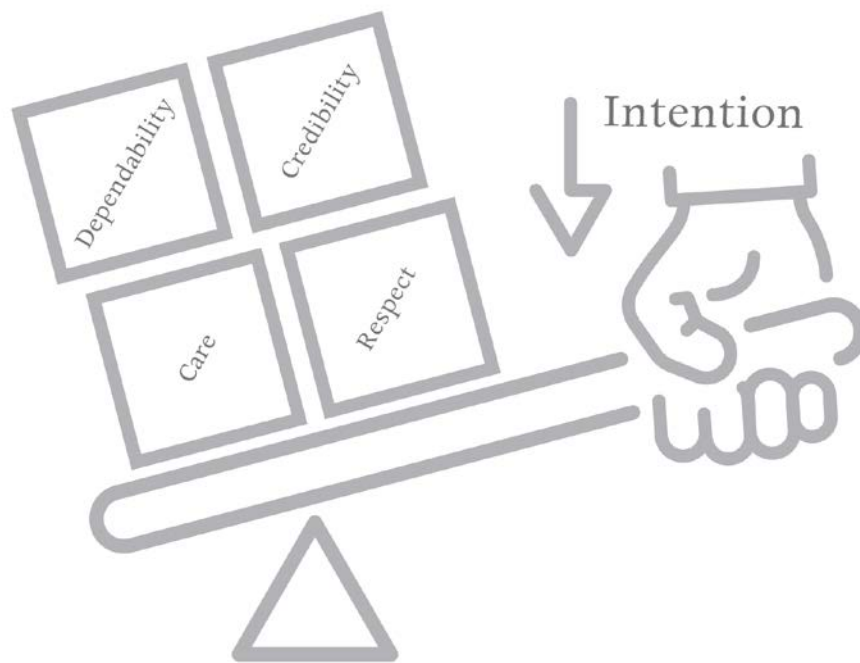 Dependability
Credibility
Intention
Care
Respect